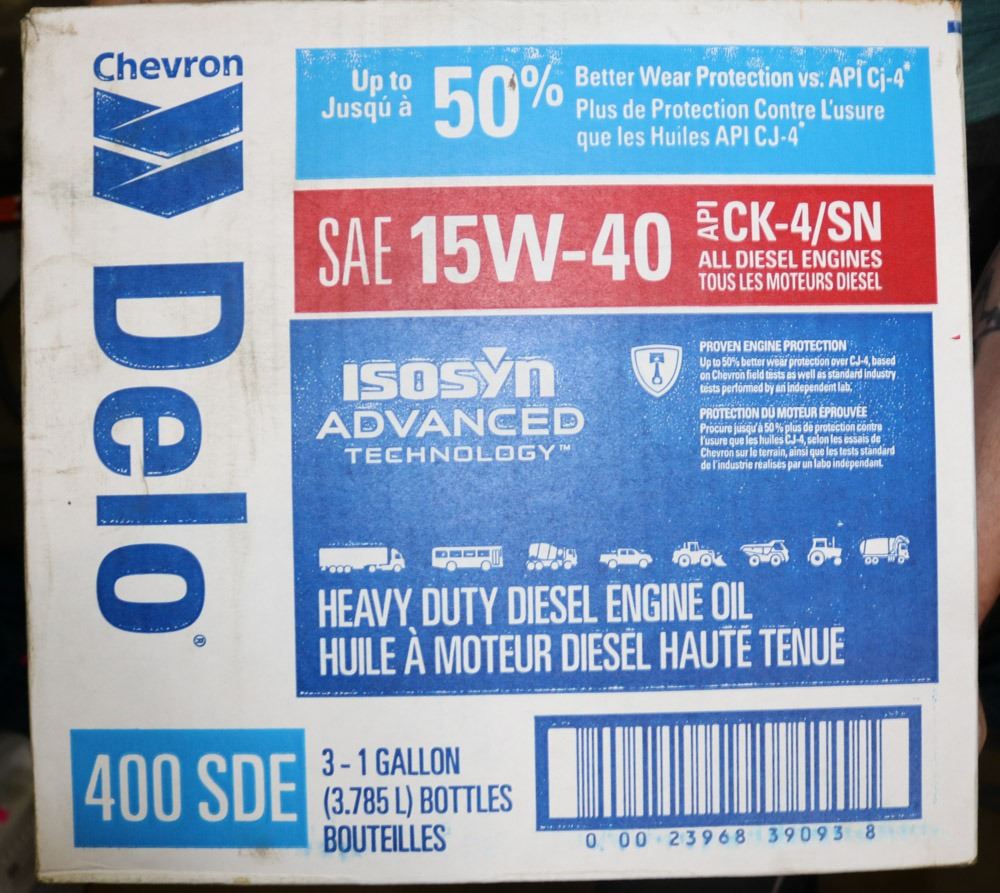 Chevron
Delo
Up to
Jusqú à
50%
Better Wear Protection vs. API Cj-4*
Plus de Protection Contre L'usure
que les Huiles API CJ-4*
SAE 15W-40
API CK-4/SN
ALL DIESEL ENGINES
TOUS LES MOTEURS DIESEL
ISOSYN
ADVANCED
TECHNOLOGY™
PROVEN ENGINE PROTECTION
Up to 50% better wear protection over CJ-4, based
on Chevron field tests as well as standard industry
tests performed by an independent lab.
PROTECTION DU MOTEUR ÉPROUVÉE
Procure jusqu'à 50 % plus de protection contre
l'usure que les huiles CJ-4, selon les essais de
Chevron sur le terrain, ainsi que les tests standard
de l'industrie réalisés par un labo indépendant.
HEAVY DUTY DIESEL ENGINE OIL
HUILE À MOTEUR DIESEL HAUTE TENUE
400 SDE
3 - 1 GALLON
(3.785 L) BOTTLES
BOUTEILLES
0 00 23968 39093 8